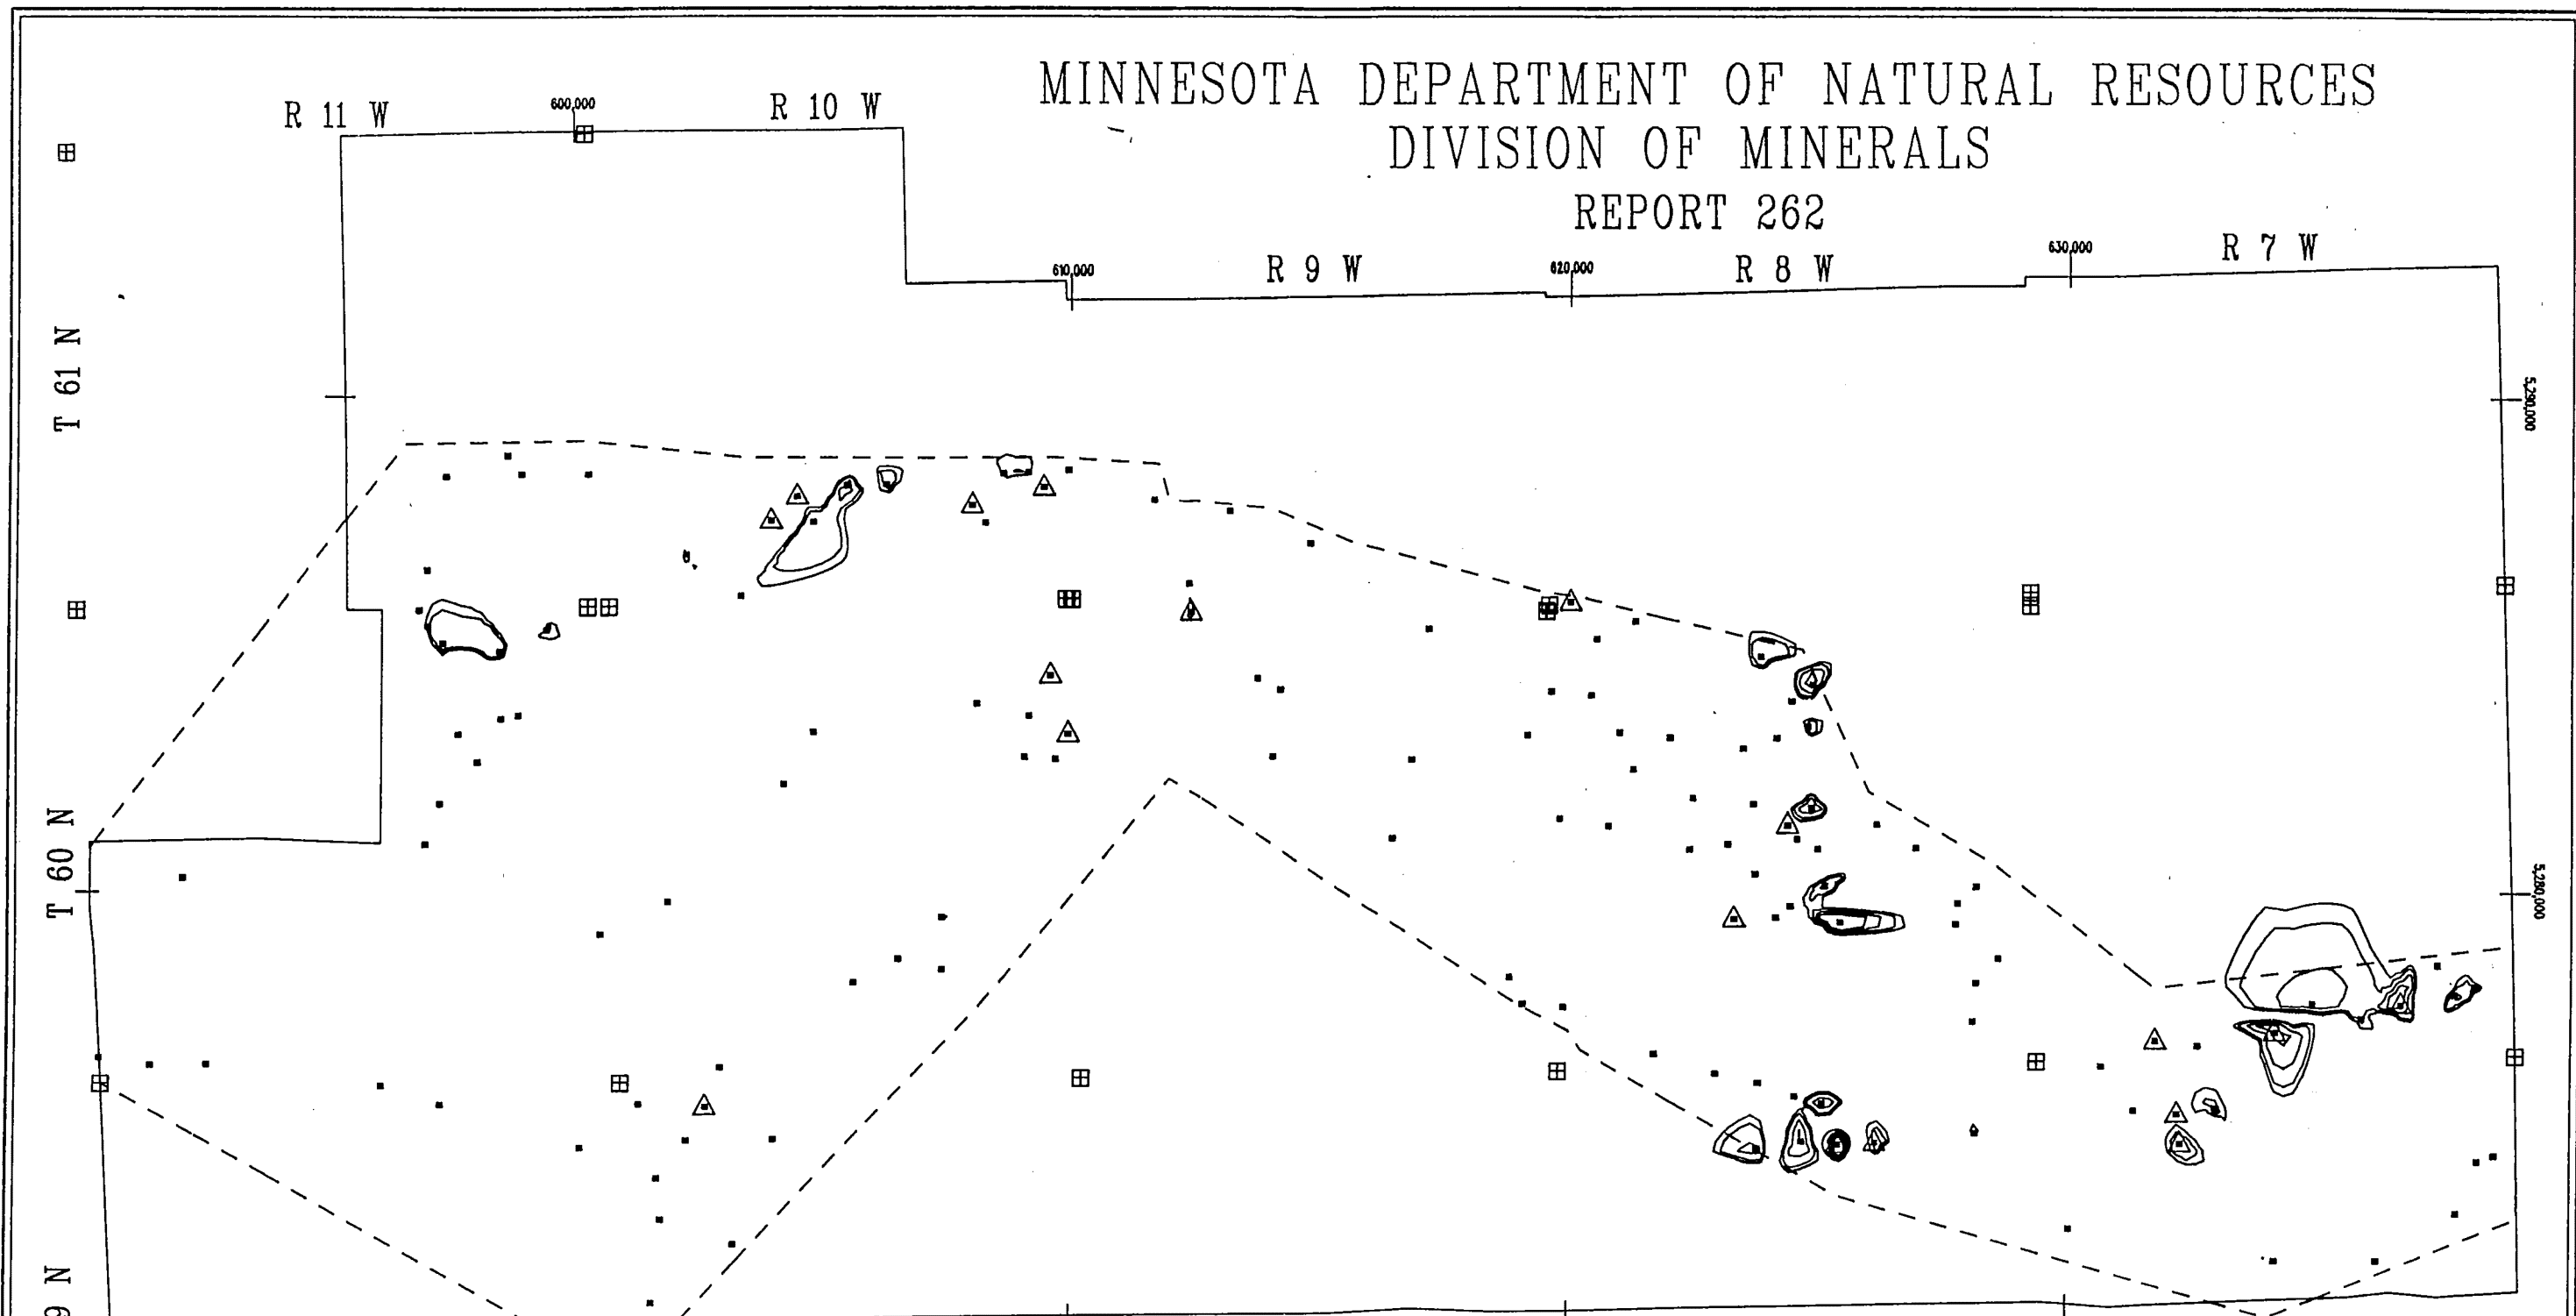 MINNESOTA DEPARTMENT OF NATURAL RESOURCES
DIVISION OF MINERALS
REPORT 262
R 11 W
600,000
R 10 W
610,000
R 9 W
620,000
R 8 W
630,000
R 7 W
T 61 N
5,290,000
T 60 N
5,280,000
9 N